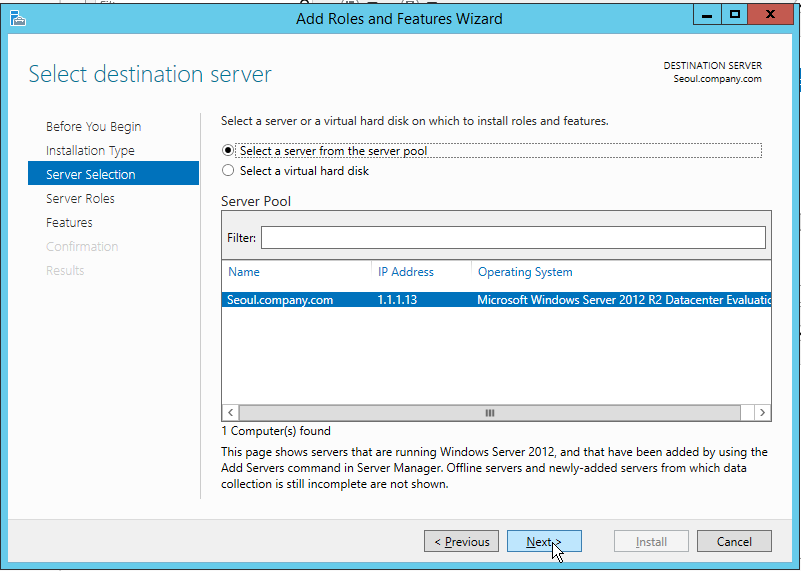 Add Roles and Features Wizard
Select destination server
DESTINATION SERVER
Seoul.company.com
Before You Begin
Installation Type
Server Selection
Server Roles
Features
Confirmation
Results
Select a server or a virtual hard disk on which to install roles and features.
Select a server from the server pool
Select a virtual hard disk
Server Pool
Filter:
Name IP Address Operating System
Seoul.company.com 1.1.1.13 Microsoft Windows Server 2012 R2 Datacenter Evaluatio
1 Computer(s) found
This page shows servers that are running Windows Server 2012, and that have been added by using the
Add Servers command in Server Manager. Offline servers and newly-added servers from which data
collection is still incomplete are not shown.
< Previous Next > Install Cancel